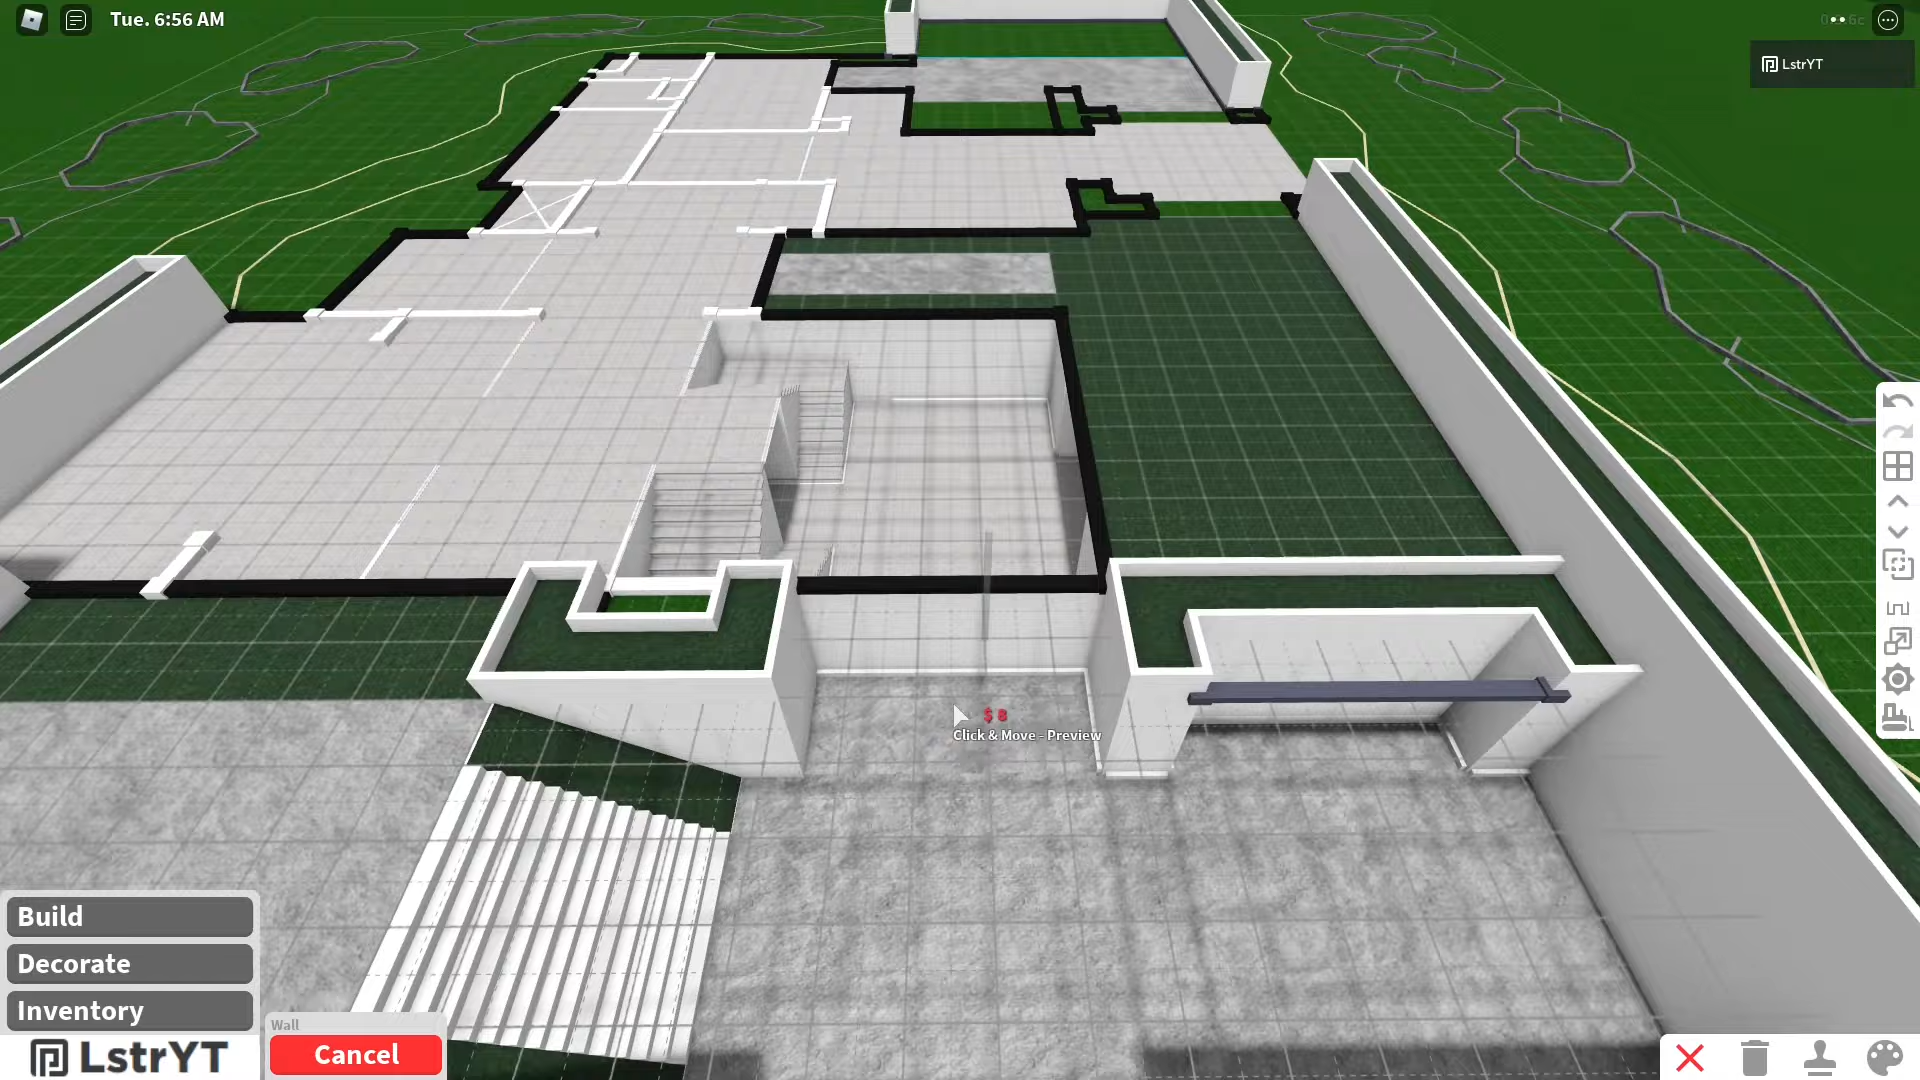 Tue. 6:56 AM
LstrYT
$ 8
Click & Move - Preview
Build
Decorate
Inventory
Wall
Cancel
LstrYT